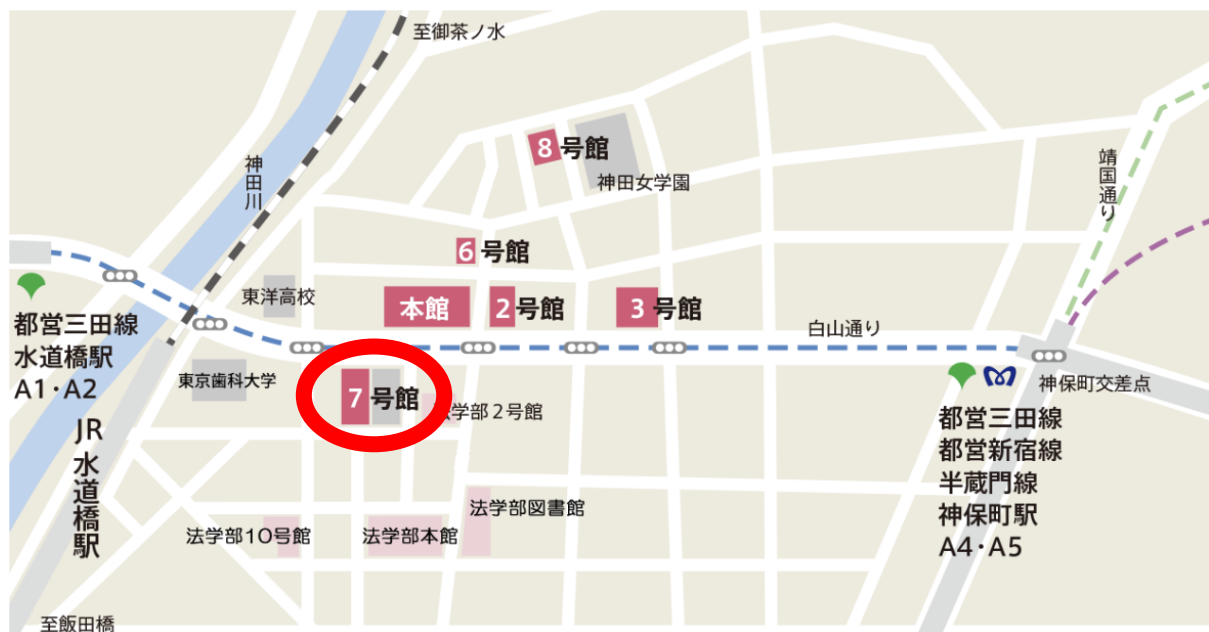 至御茶ノ水
神田川
8号館
神田女学園
靖国通り
6号館
東洋高校
本館
2号館
3号館
白山通り
都営三田線
水道橋駅
A1・A2
JR水道橋駅
東京歯科大学
7号館
法学部2号館
神保町交差点
都営三田線
都営新宿線
半蔵門線
神保町駅
A4・A5
法学部図書館
法学部10号館
法学部本館
至飯田橋